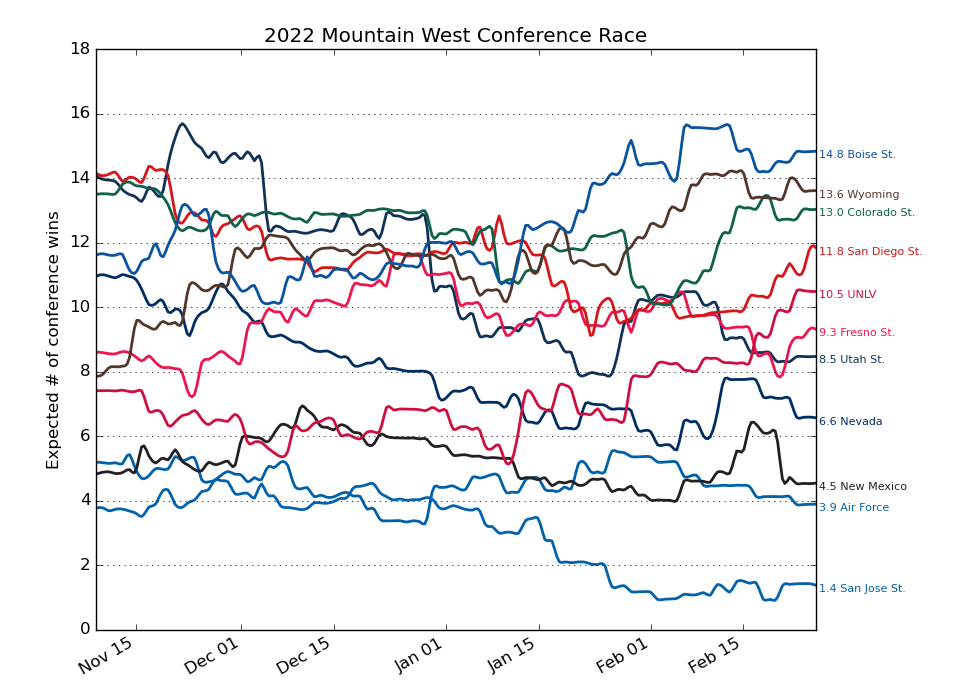 2022 Mountain West Conference Race
Expected # of conference wins
18
16
14
12
10
8
6
4
2
0
14.8 Boise St.
13.6 Wyoming
13.0 Colorado St.
11.8 San Diego St.
10.5 UNLV
9.3 Fresno St.
8.5 Utah St.
6.6 Nevada
4.5 New Mexico
3.9 Air Force
1.4 San Jose St.
Nov 15
Dec 01
Dec 15
Jan 01
Jan 15
Feb 01
Feb 15